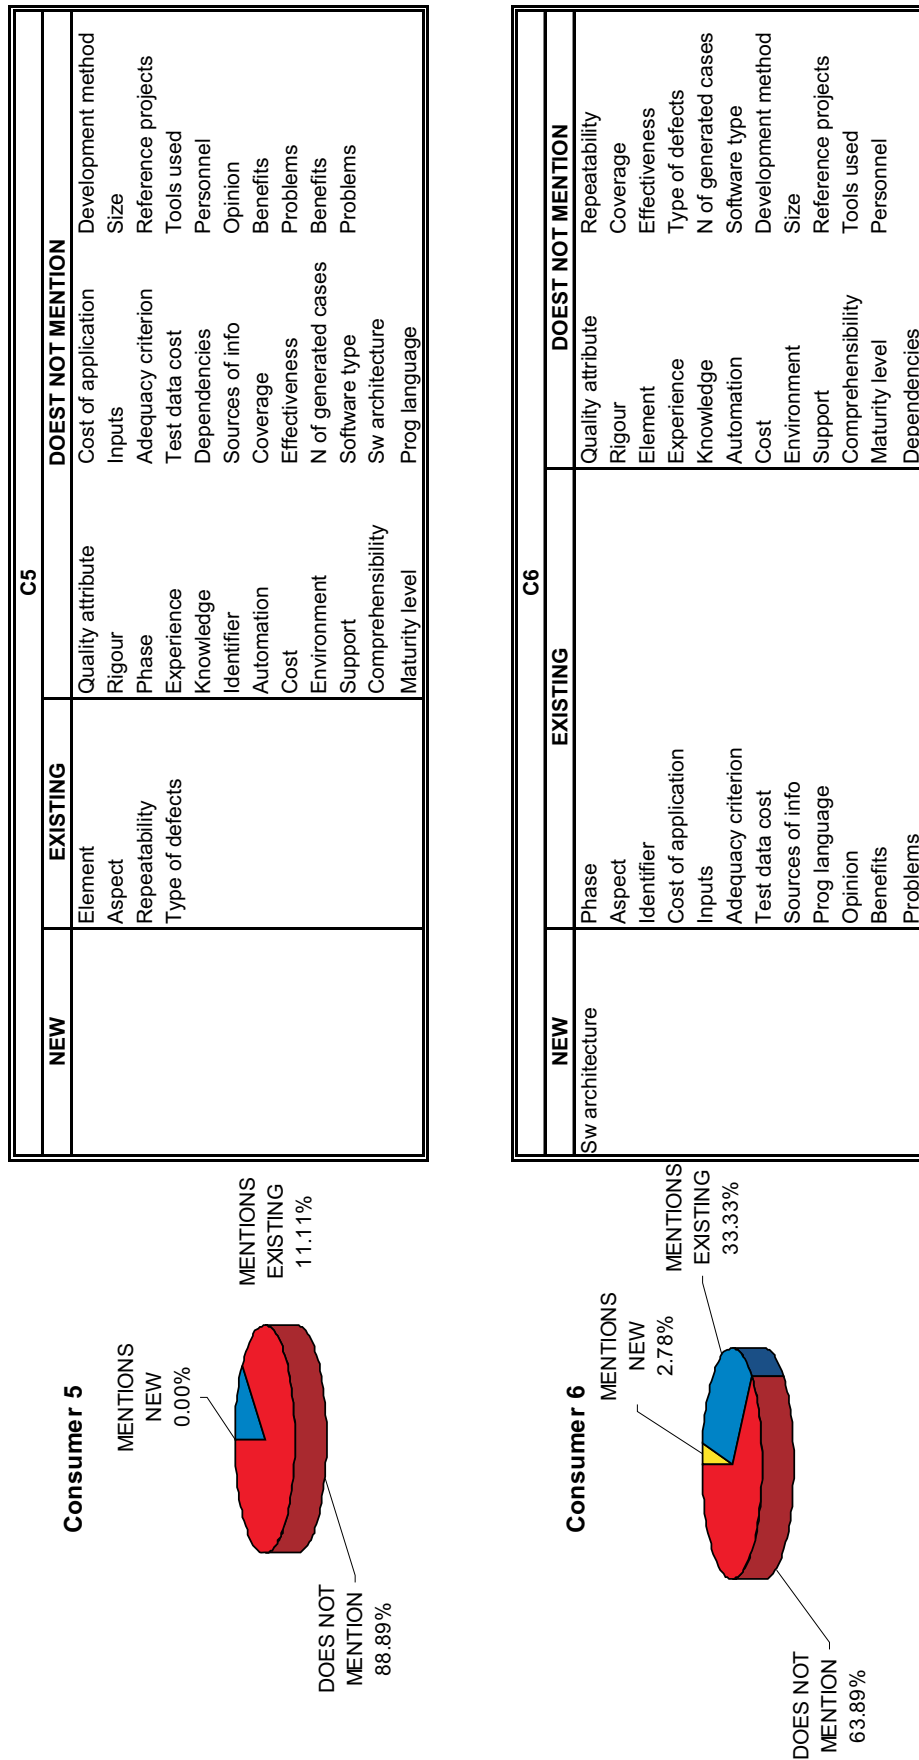 Consumer 5
MENTIONS
NEW
0.00%
MENTIONS
EXISTING
11.11%
DOES NOT
MENTION
88.89%
C5
NEW
EXISTING
DOEST NOT MENTION
Element
Aspect
Repeatability
Type of defects
Quality attribute
Rigour
Phase
Experience
Knowledge
Identifier
Automation
Cost
Environment
Support
Comprehensibility
Maturity level
Cost of application
Inputs
Adequacy criterion
Test data cost
Dependencies
Sources of info
Coverage
Effectiveness
N of generated cases
Software type
Sw architecture
Prog language
Development method
Size
Reference projects
Tools used
Personnel
Opinion
Benefits
Problems
Benefits
Problems
Consumer 6
MENTIONS
NEW
2.78%
MENTIONS
EXISTING
33.33%
DOES NOT
MENTION
63.89%
C6
NEW
EXISTING
DOEST NOT MENTION
Sw architecture
Phase
Aspect
Identifier
Cost of application
Inputs
Adequacy criterion
Test data cost
Sources of info
Prog language
Opinion
Benefits
Problems
Quality attribute
Rigour
Element
Experience
Knowledge
Automation
Cost
Environment
Support
Comprehensibility
Maturity level
Dependencies
Repeatability
Coverage
Effectiveness
Type of defects
N of generated cases
Software type
Development method
Size
Reference projects
Tools used
Personnel